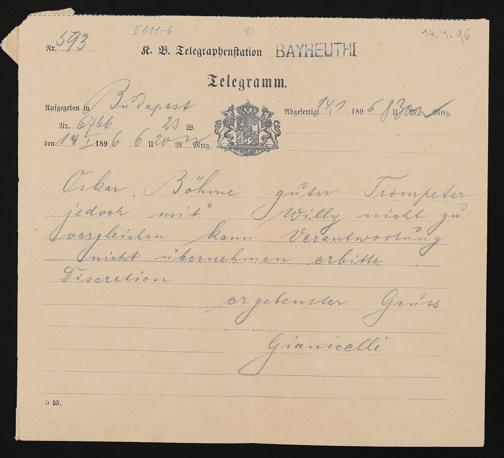 EA11-6 10 14.1.96
Nr. 593 K. B. Telegraphenstation BAYREUTH
Telegramm.
Aufgegeben in Budapest Abgefertigt 14/1 1896 8 U 30 M Mttg.
Nr. 6766 23 W.
den 14/1 1896 6 U 20 M Mttg.
Oskar Böhme guter Trompeter
jedoch mit Willy nicht zu
vergleichen kann Verantwortung
nicht übernehmen erbitte
Discretion
ergebenster Gruss
Gianicelli
D 55.